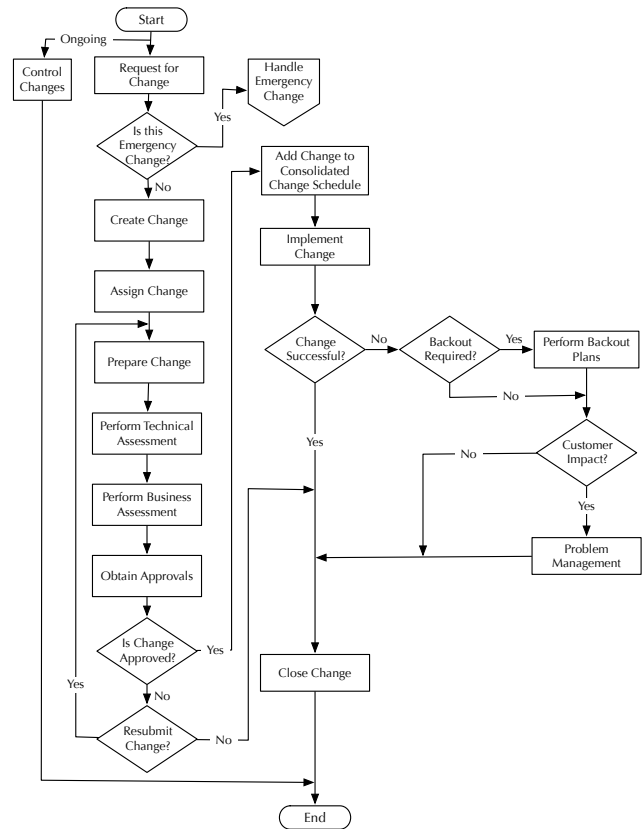 Start
Ongoing
Control
Changes
Request for
Change
Handle
Emergency
Change
Yes
Is this
Emergency
Change?
No
Add Change to
Consolidated
Change Schedule
Create Change
Implement
Change
Assign Change
Change
Successful?
No
Backout
Required?
Yes
Perform Backout
Plans
Prepare Change
No
Perform Technical
Assessment
Yes
No
Customer
Impact?
Perform Business
Assessment
Yes
Obtain Approvals
Problem
Management
Is Change
Approved?
Yes
Close Change
Yes
No
Resubmit
Change?
No
End